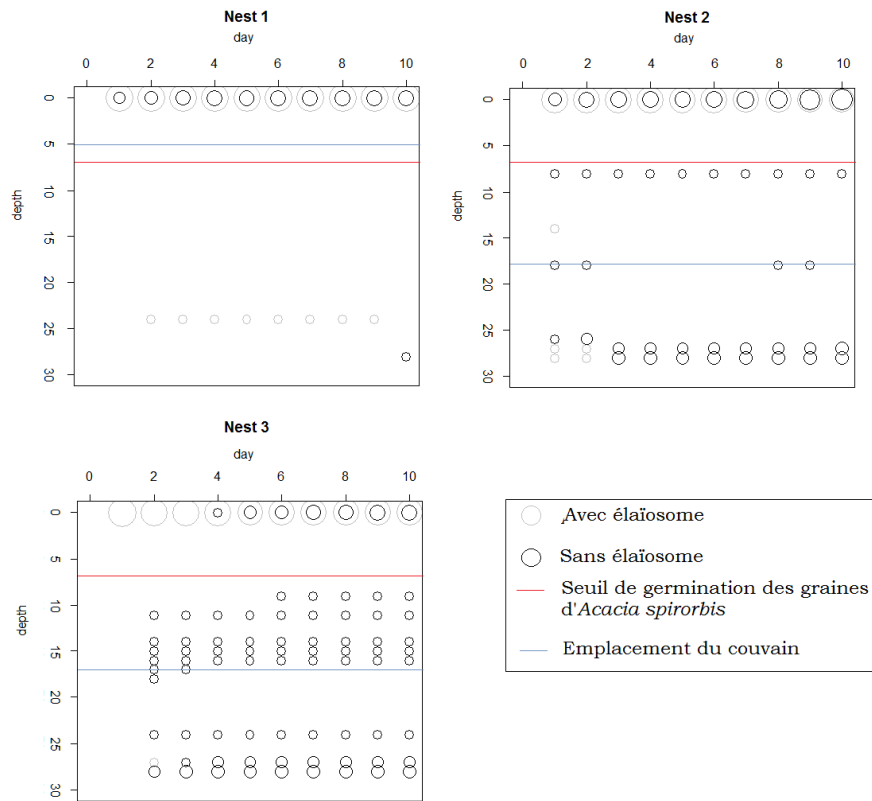 Nest 1
day
0 2 4 6 8 10
depth
0 5 10 15 20 25 30
Nest 2
day
0 2 4 6 8 10
depth
0 5 10 15 20 25 30
Nest 3
day
0 2 4 6 8 10
depth
0 5 10 15 20 25 30
Avec élaïosome
Sans élaïosome
Seuil de germination des graines
d'Acacia spirorbis
Emplacement du couvain